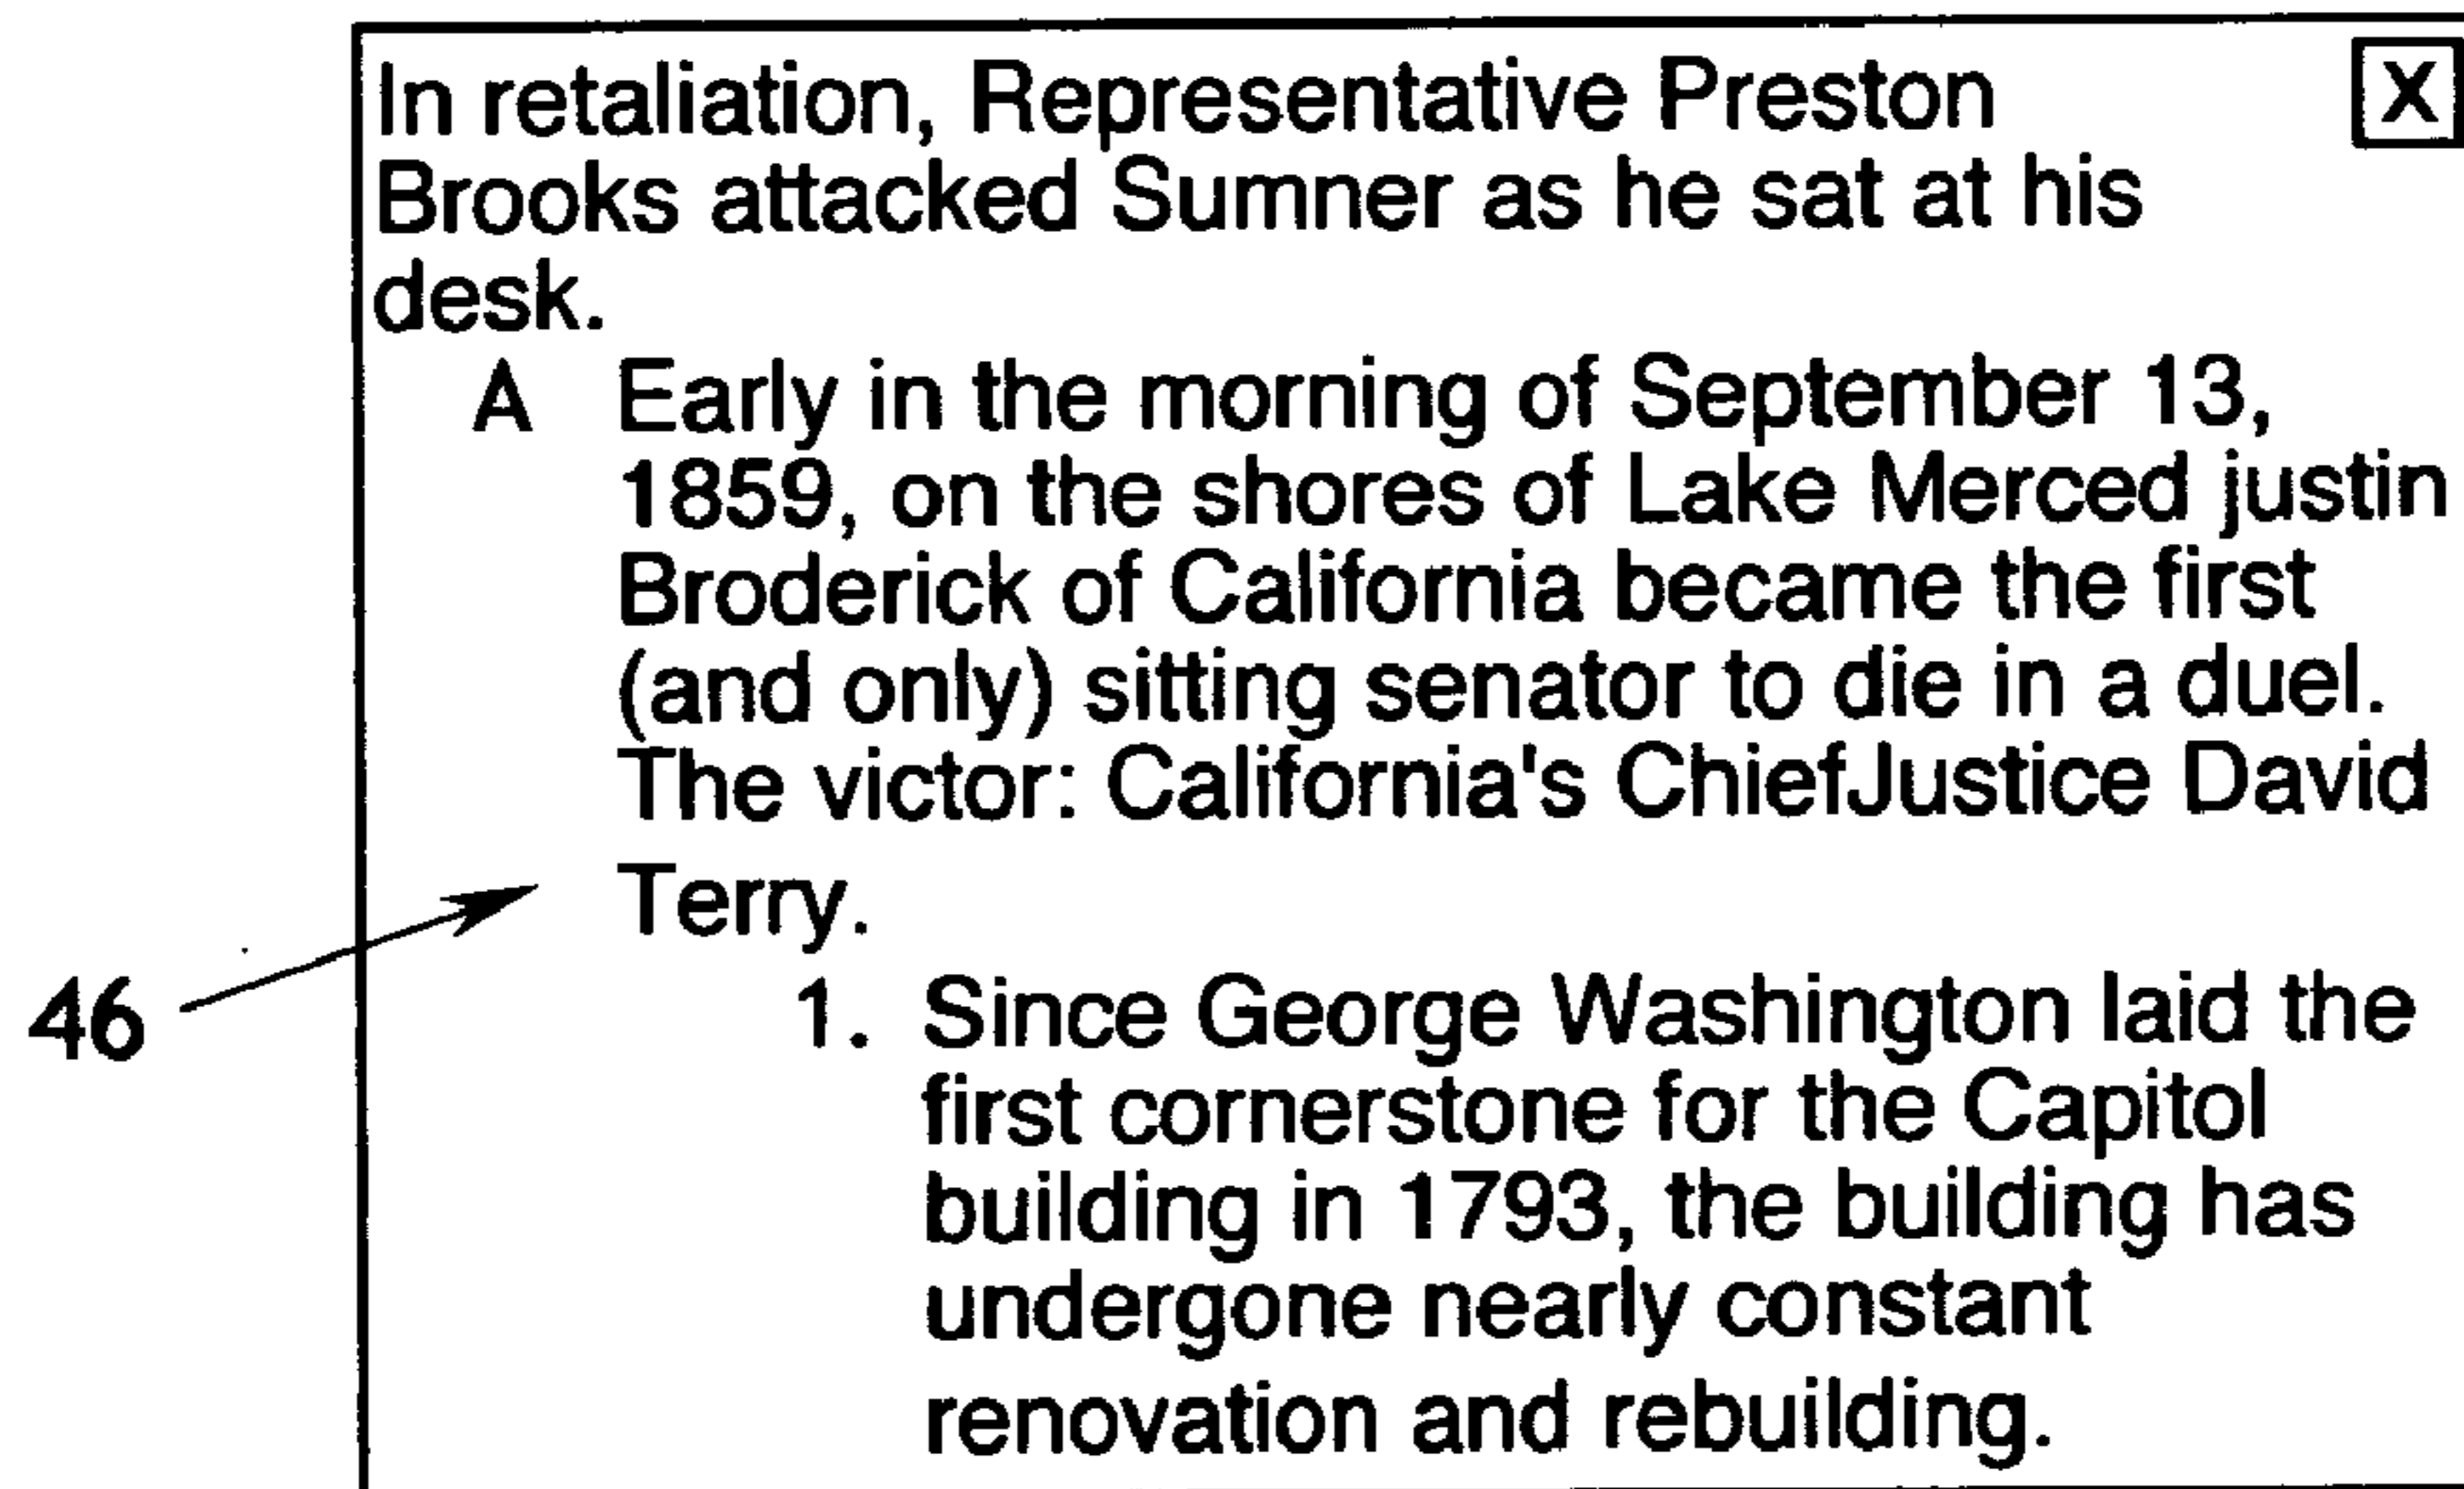 In retaliation, Representative Preston X
Brooks attacked Sumner as he sat at his
desk.
A Early in the morning of September 13,
1859, on the shores of Lake Merced justin
Broderick of California became the first
(and only) sitting senator to die in a duel.
The victor: California's ChiefJustice David
Terry.
46
1. Since George Washington laid the
first cornerstone for the Capitol
building in 1793, the building has
undergone nearly constant
renovation and rebuilding.